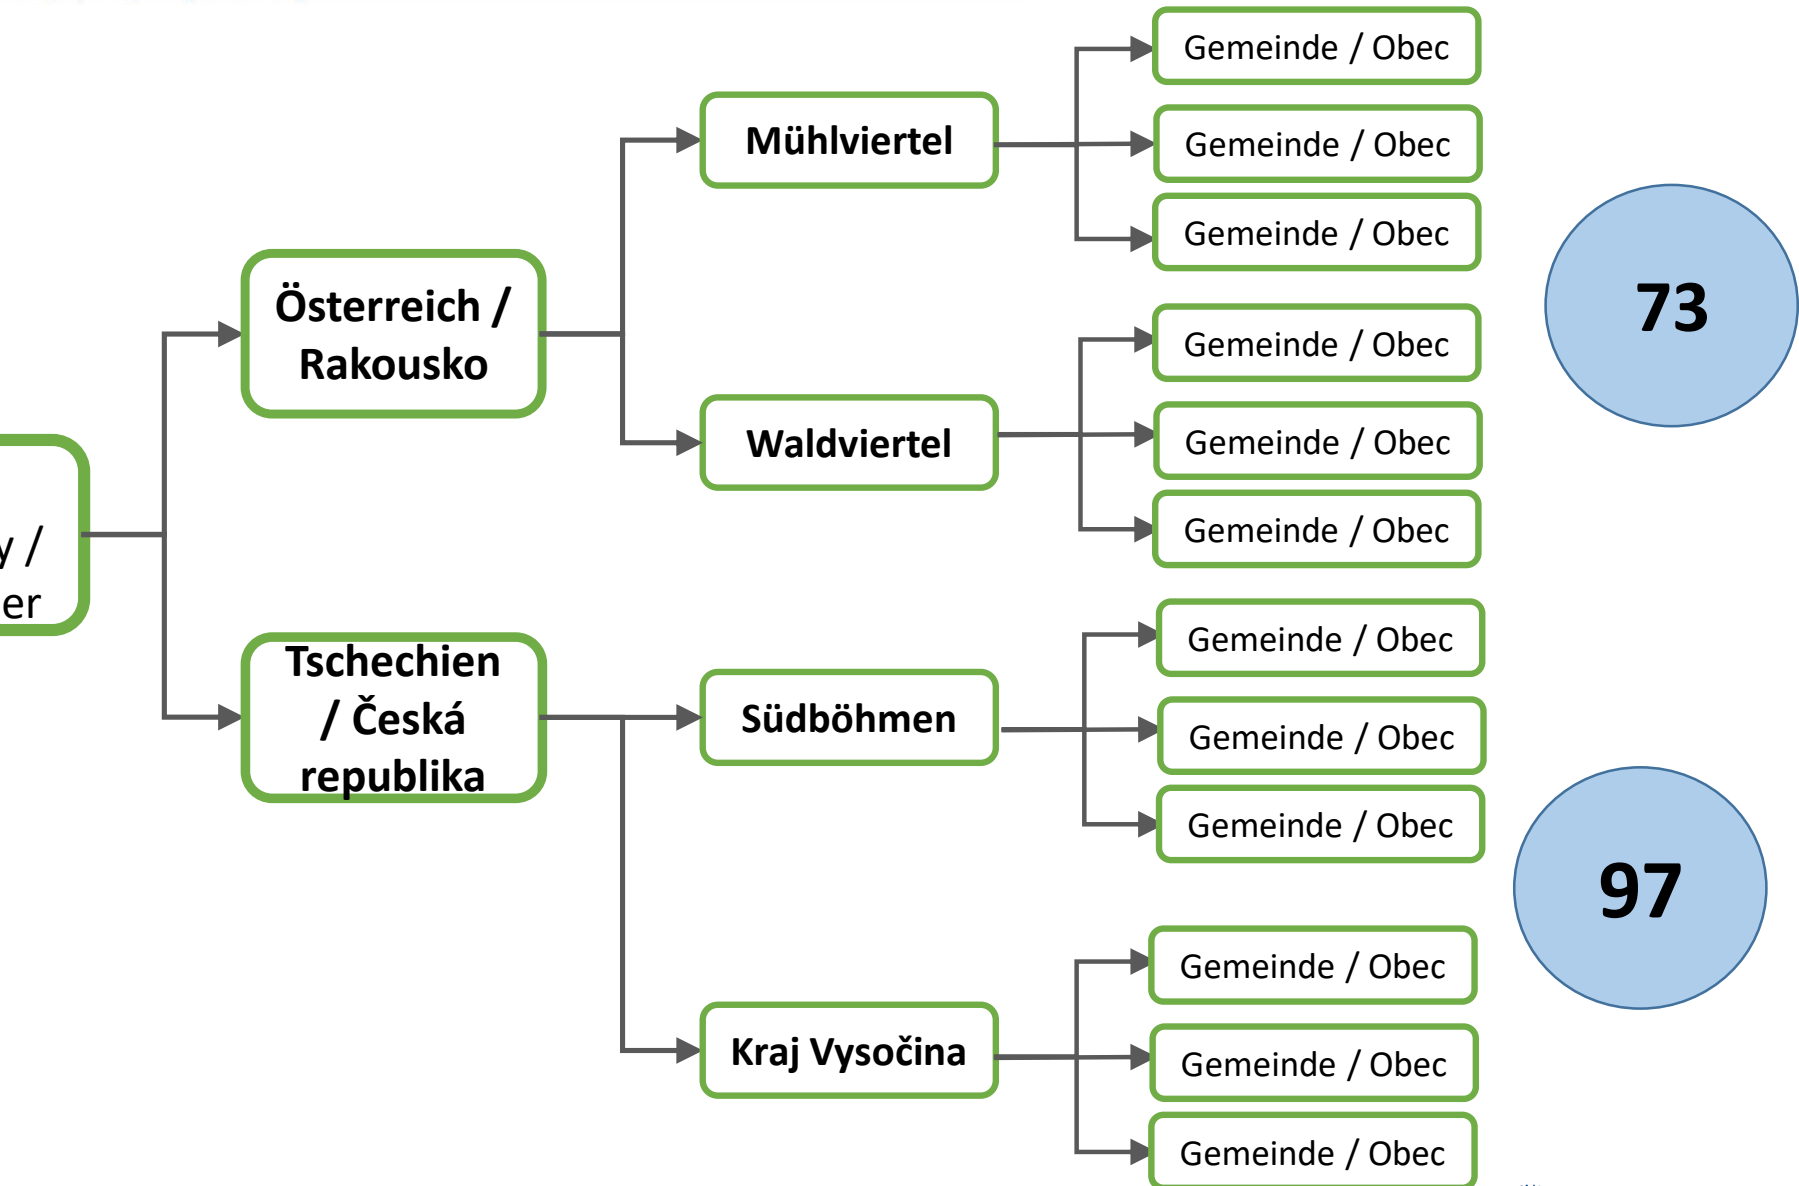 y /
er
Österreich /
Rakousko
Tschechien
/ Česká
republika
Mühlviertel
Waldviertel
Südböhmen
Kraj Vysočina
Gemeinde / Obec
Gemeinde / Obec
Gemeinde / Obec
Gemeinde / Obec
Gemeinde / Obec
Gemeinde / Obec
Gemeinde / Obec
Gemeinde / Obec
Gemeinde / Obec
Gemeinde / Obec
Gemeinde / Obec
Gemeinde / Obec
73
97